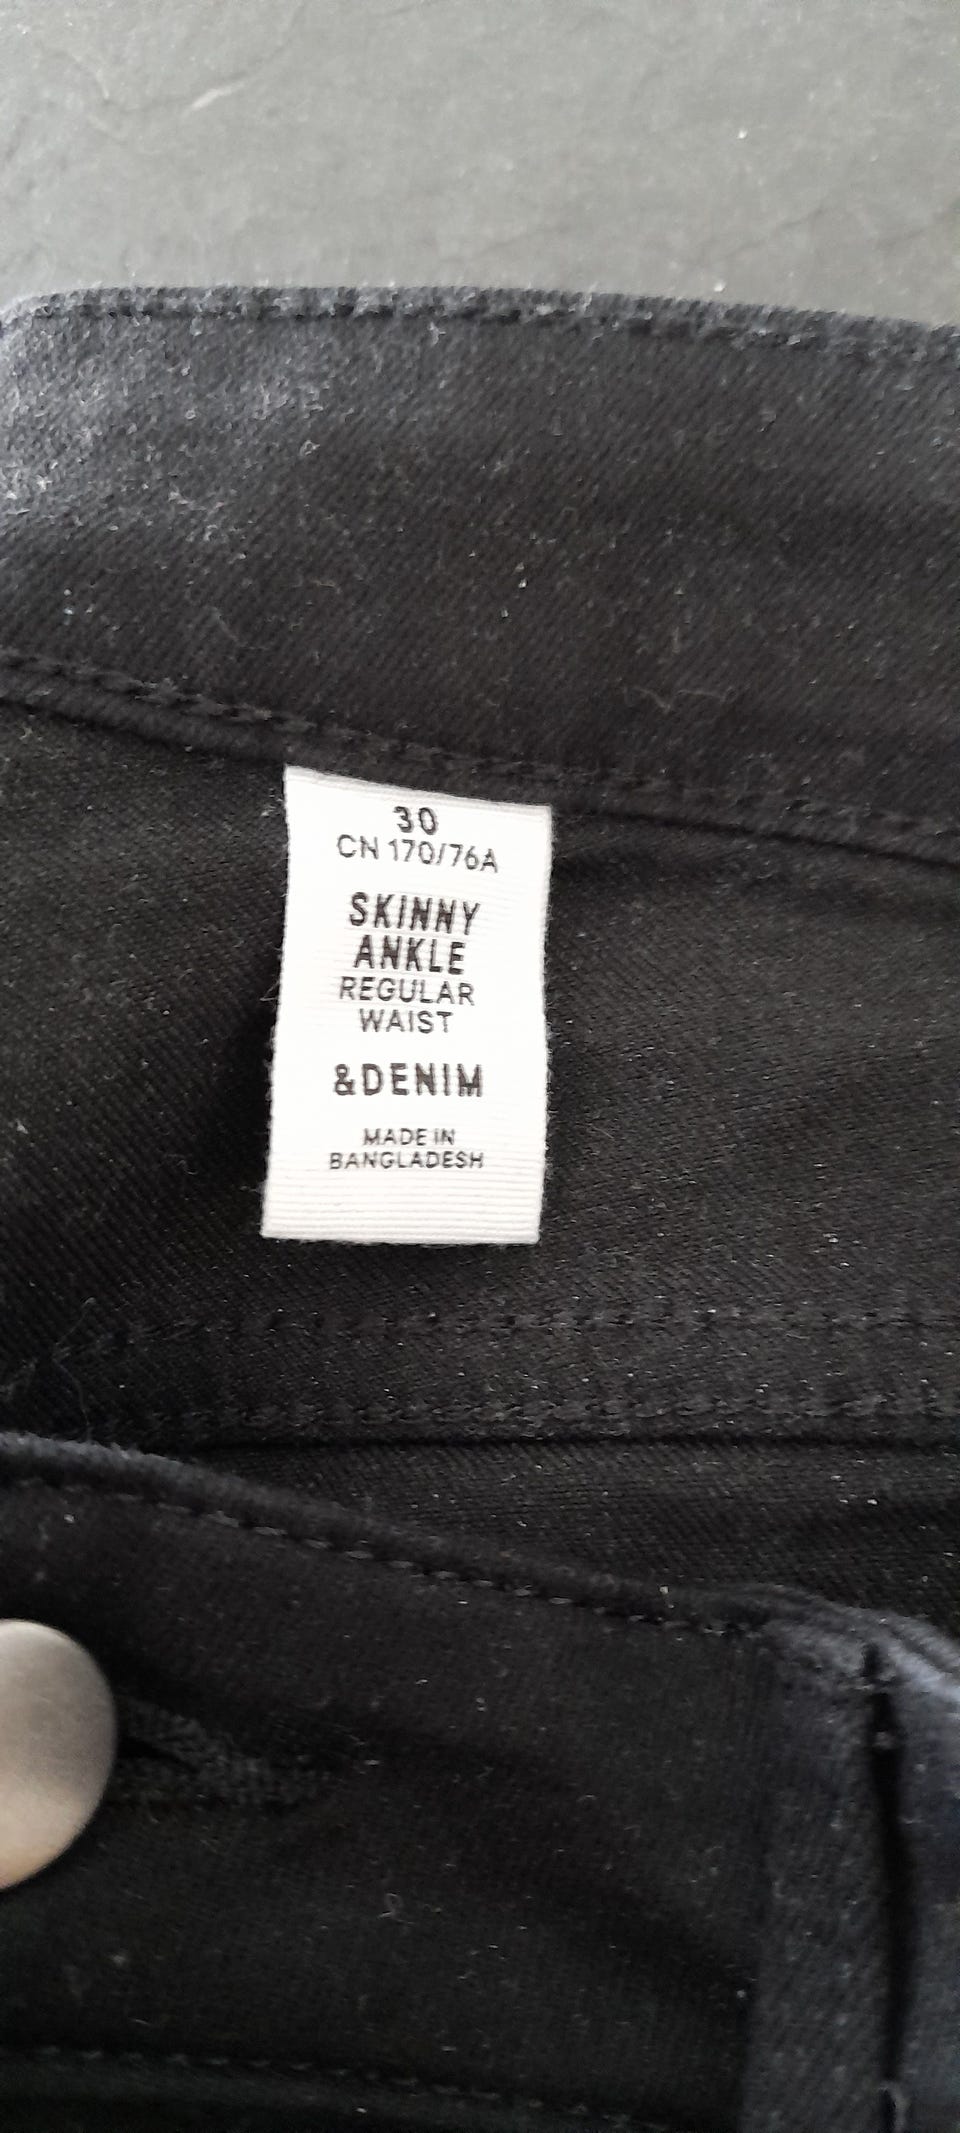 30
CN 170/76A
SKINNY
ANKLE
REGULAR
WAIST
&DENIM
MADE IN
BANGLADESH